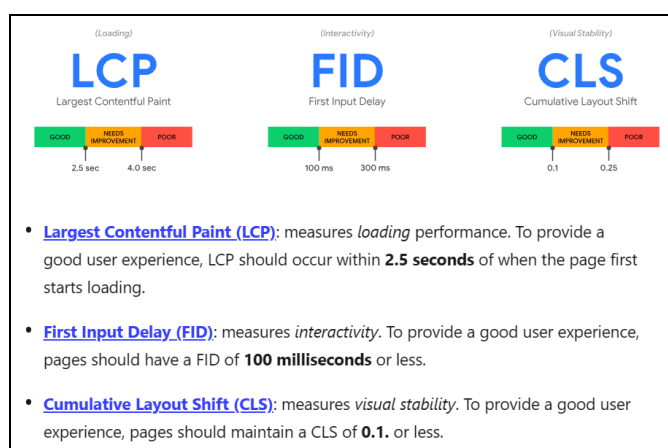 (Loading) (Interactivity) (Visual Stability)
LCP FID CLS
Largest Contentful Paint First Input Delay Cumulative Layout Shift
GOOD NEEDS IMPROVEMENT POOR GOOD NEEDS IMPROVEMENT POOR GOOD NEEDS IMPROVEMENT POOR
2.5 sec 4.0 sec 100 ms 300 ms 0.1 0.25
• Largest Contentful Paint (LCP): measures loading performance. To provide a
good user experience, LCP should occur within 2.5 seconds of when the page first
starts loading.
• First Input Delay (FID): measures interactivity. To provide a good user experience,
pages should have a FID of 100 milliseconds or less.
• Cumulative Layout Shift (CLS): measures visual stability. To provide a good user
experience, pages should maintain a CLS of 0.1. or less.